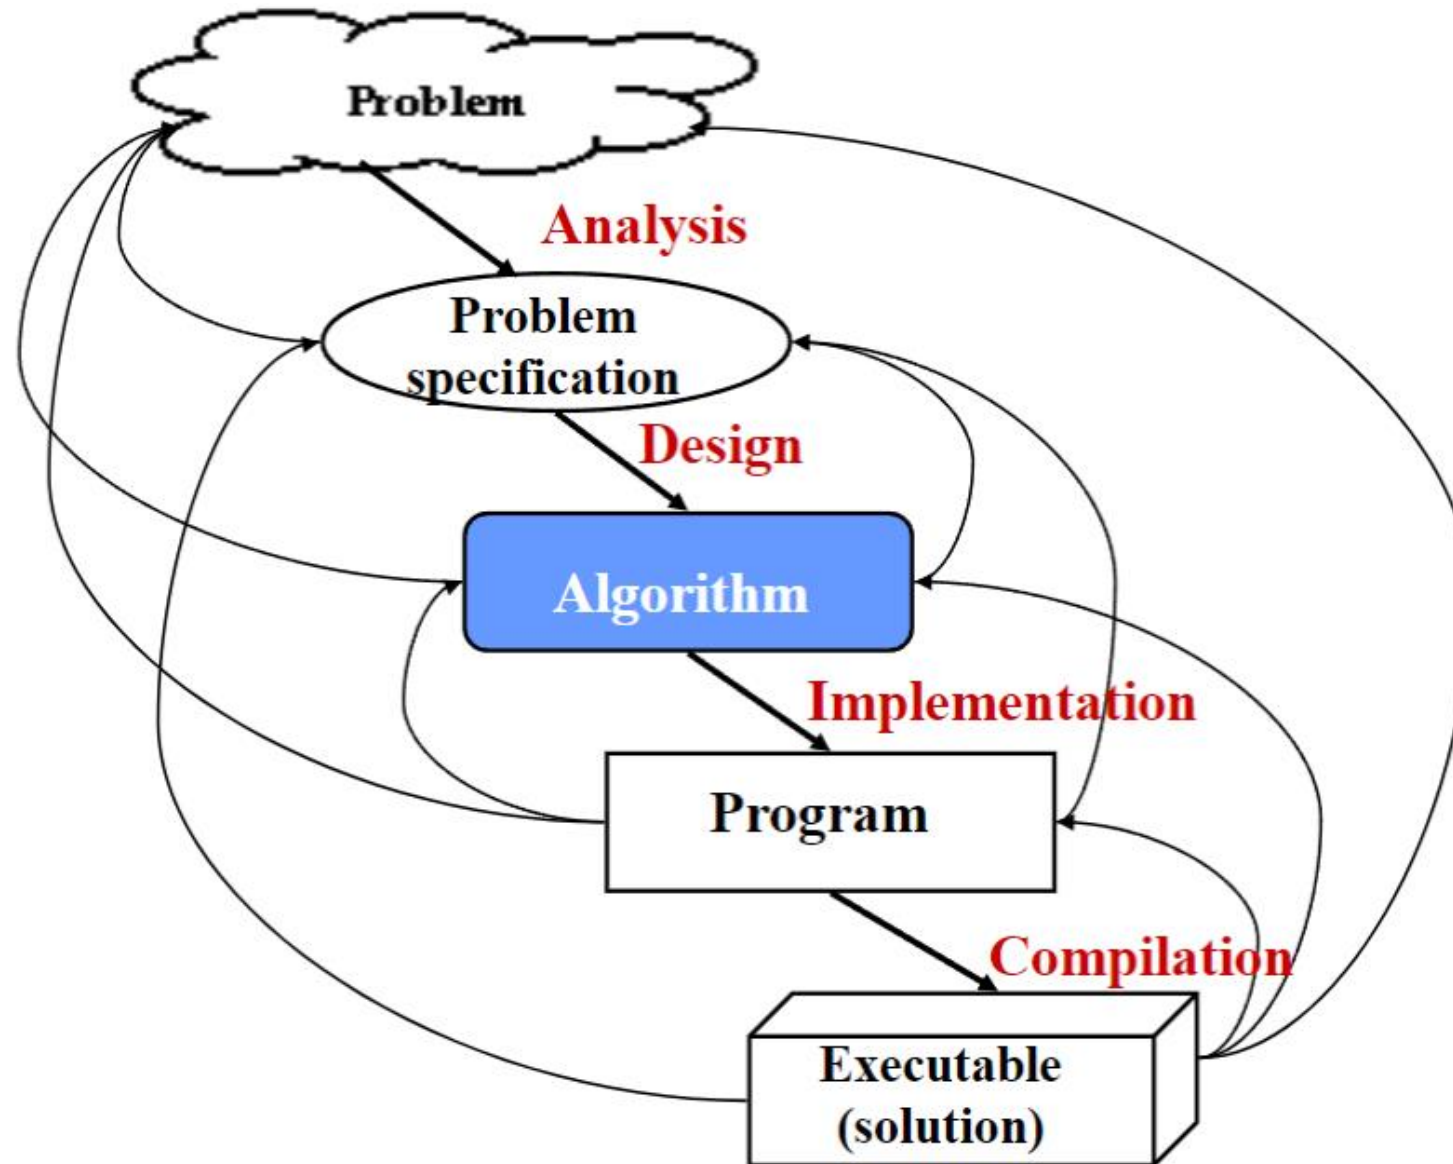 Problem
Analysis
Problem
specification
Design
Algorithm
Implementation
Program
Compilation
Executable
(solution)